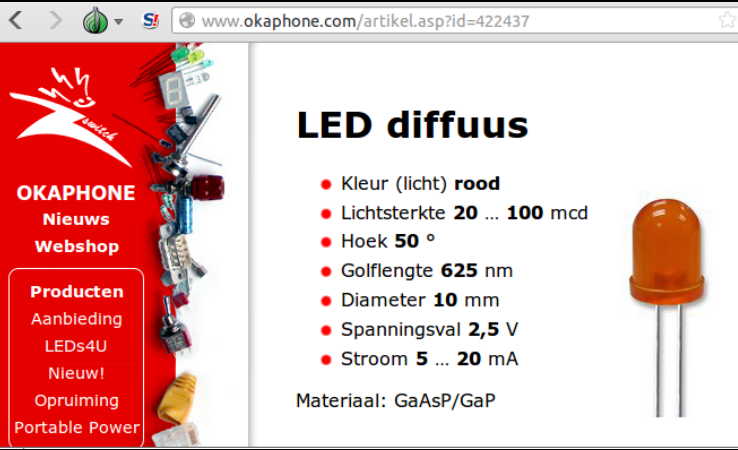 www.okaphone.com/artikel.asp?id=422437
S!
switch
OKAPHONE
Nieuws
Webshop
Producten
Aanbieding
LEDs4U
Nieuw!
Opruiming
Portable Power
LED diffuus
Kleur (licht) rood
Lichtsterkte 20 ... 100 mcd
Hoek 50 °
Golflengte 625 nm
Diameter 10 mm
Spanningsval 2,5 V
Stroom 5 ... 20 mA
Materiaal: GaAsP/GaP